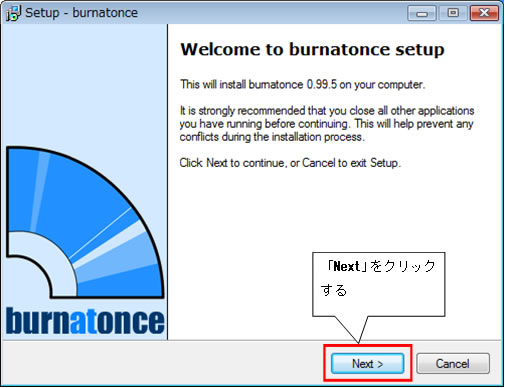 Setup - burnatonce
Welcome to burnatonce setup
This will install burnatonce 0.99.5 on your computer.
It is strongly recommended that you close all other applications
you have running before continuing. This will help prevent any
conflicts during the installation process.
Click Next to continue, or Cancel to exit Setup.
「Next」をクリック
する
burnatonce
Next >
Cancel